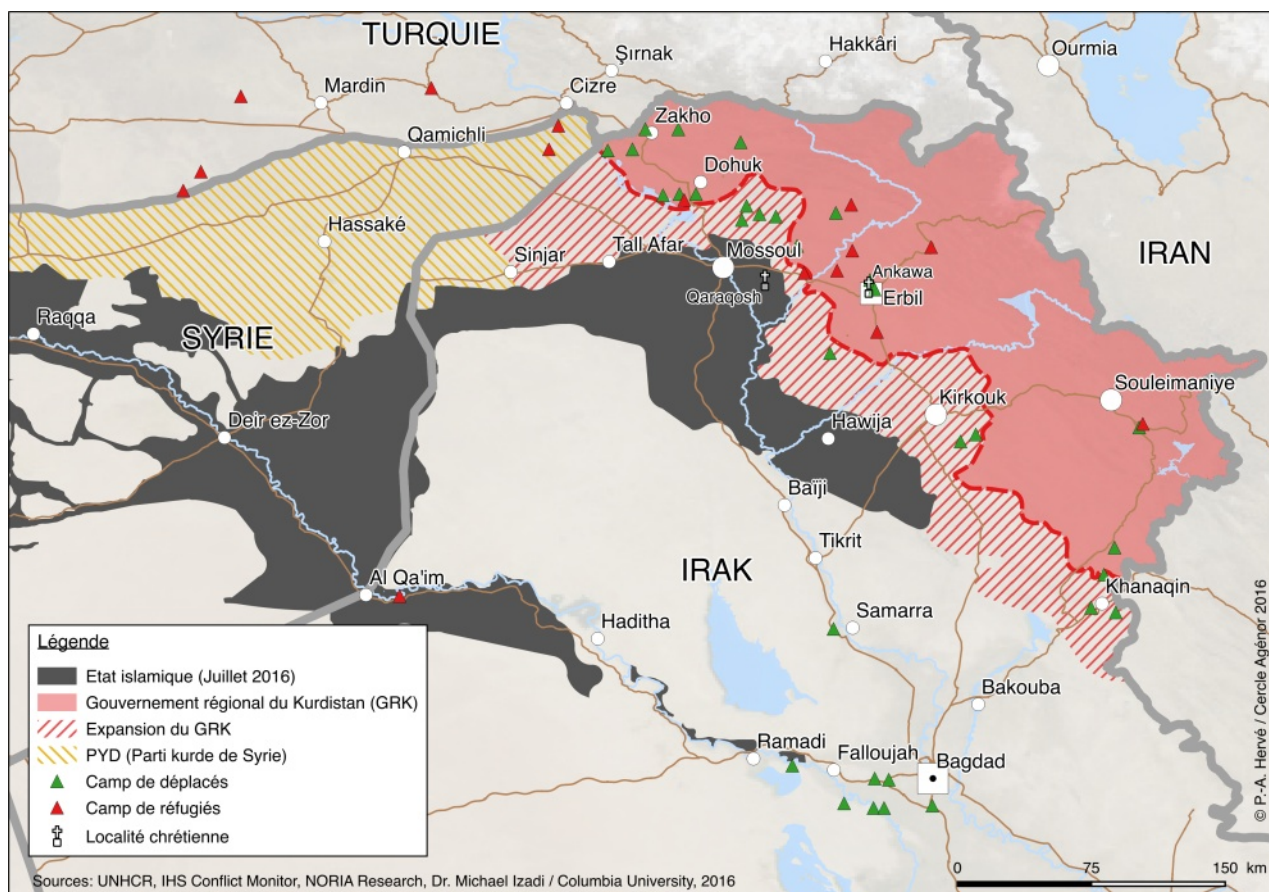 TURQUIE
Şırnak
Hakkâri
Ourmia
Mardin
Cizre
Zakho
Qamichli
Dohuk
Hassaké
IRAN
Sinjar
Tall Afar
Mossoul
Ankawa
Qaraqosh
Erbil
Raqqa
SYRIE
Souleimaniye
Kirkouk
Deir ez-Zor
Hawija
Baïji
Tikrit
IRAK
Al Qa'im
Khanaqin
Haditha
Samarra
Bakouba
Ramadi
Falloujah
Bagdad
Légende
Etat islamique (Juillet 2016)
Gouvernement régional du Kurdistan (GRK)
Expansion du GRK
PYD (Parti kurde de Syrie)
Camp de déplacés
Camp de réfugiés
Localité chrétienne
0 75 150 km
Sources: UNHCR, IHS Conflict Monitor, NORIA Research, Dr. Michael Izadi / Columbia University, 2016
© P.-A. Hervé / Cercle Agénor 2016